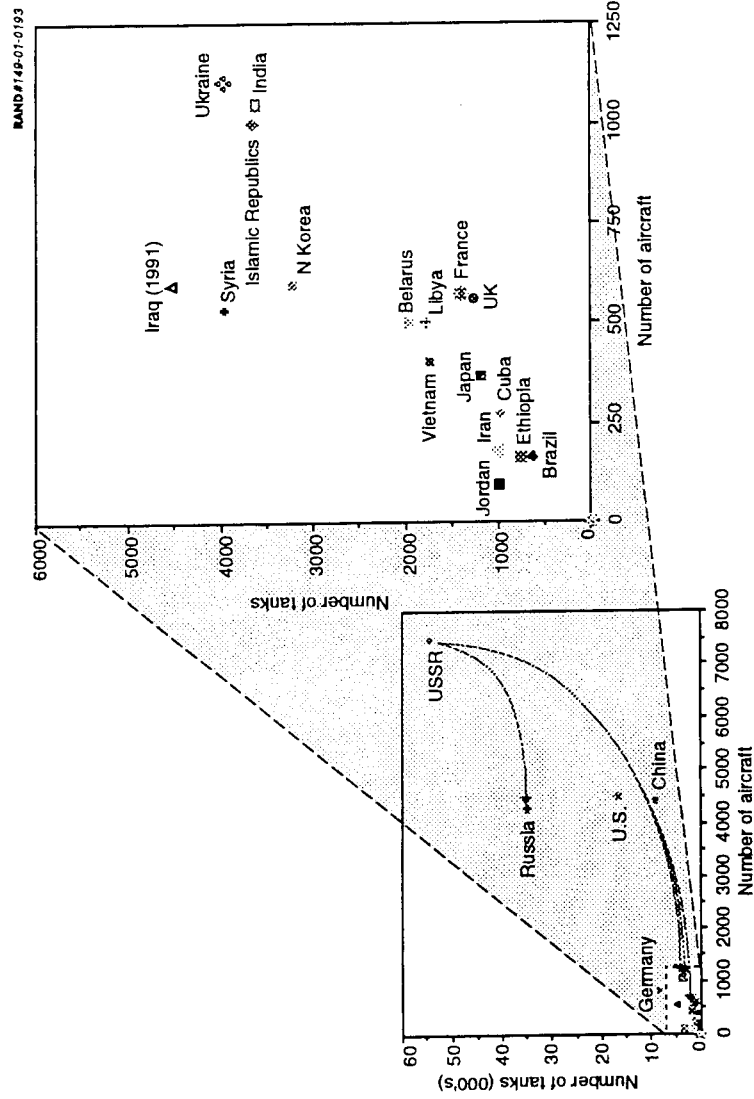 RAND#149-01-0193
6000
5000
4000
3000
2000
1000
0
Number of tanks
Iraq (1991)
Ukraine
Syria
Islamic Republics
India
N Korea
Belarus
Libya
France
UK
Vietnam
Japan
Cuba
Jordan
Iran
Ethiopia
Brazil
0
250
500
750
1000
1250
Number of aircraft
60
50
40
30
20
10
0
Number of tanks (000's)
USSR
Russia
U.S.
China
Germany
0
1000
2000
3000
4000
5000
6000
7000
8000
Number of aircraft